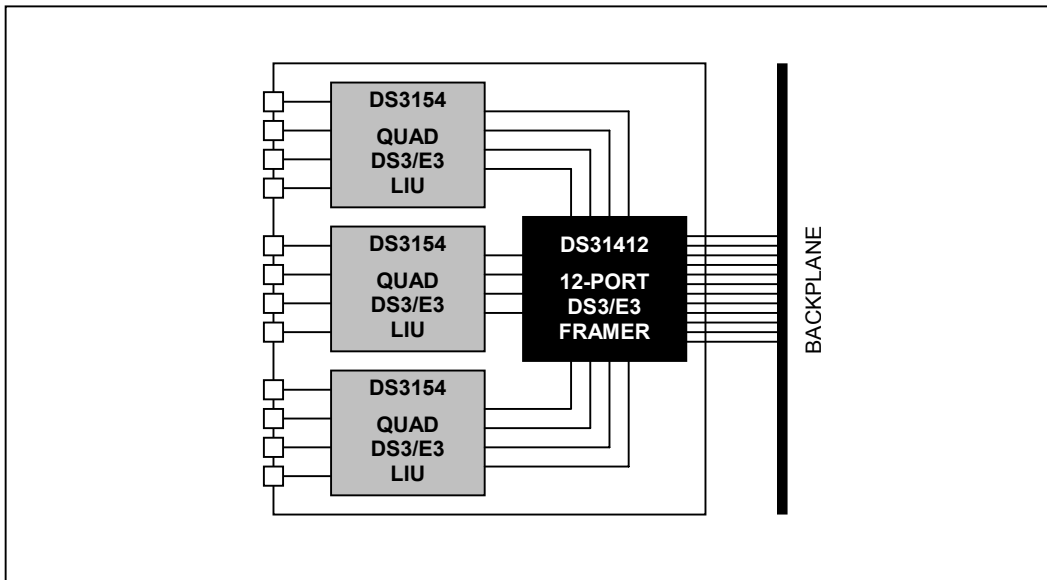 DS3154
QUAD
DS3/E3
LIU
DS3154
QUAD
DS3/E3
LIU
DS3154
QUAD
DS3/E3
LIU
DS31412
12-PORT
DS3/E3
FRAMER
BACKPLANE